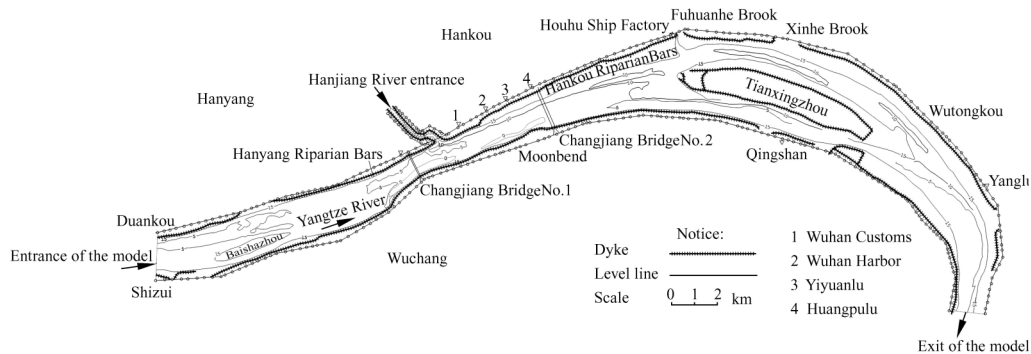 Fuhuanhe Brook
Houhu Ship Factory
Xinhe Brook
Hankou
Hankou RiparianBars
Hanjiang River entrance
4
3
2
1
Hanyang
Tianxingzhou
Wutongkou
Changjiang BridgeNo.2
Hanyang Riparian Bars
Moonbend
Qingshan
Changjiang BridgeNo.1
Yanglu
Duankou
Yangtze River
Baishazhou
Entrance of the model
Wuchang
Shizui
Notice:
Dyke
Level line
Scale
0 1 2 km
1 Wuhan Customs
2 Wuhan Harbor
3 Yiyuanlu
4 Huangpulu
Exit of the model